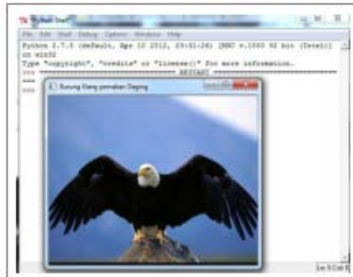 Python Shell
File Edit Shell Debug Options Windows Help
Python 2.7.3 (default, Apr 10 2012, 23:31:26) [MSC v.1500 32 bit (Intel)]
on win32
Type "copyright", "credits" or "license()" for more information.
>>> ================================ RESTART ================================
>>>
Burung Elang pemakan Daging
>>>